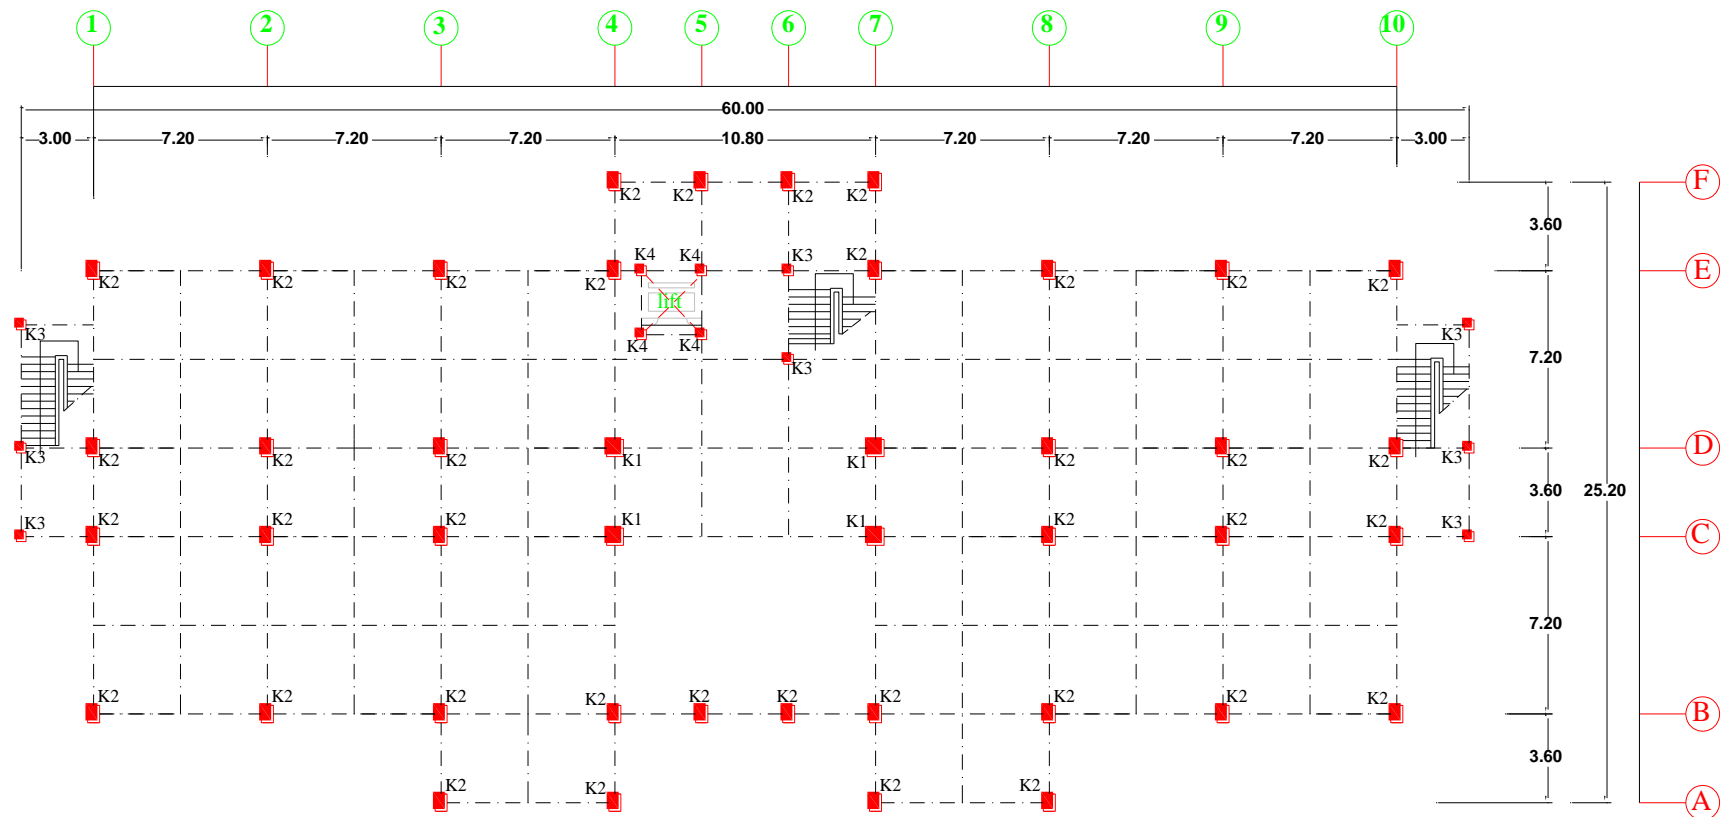 1 2 3 4 5 6 7 8 9 10
60.00
3.00 7.20 7.20 7.20 10.80 7.20 7.20 7.20 3.00
F
K2 K2 K2 K2
3.60
K4 K4 K3 K2
E
K2 K2 K2 K2 K2 K2 K2
lift
K3 K3
K4 K4
7.20
K3
K2 K2 K2 K1 K1 K2 K2 K2 K3
K3
D
3.60 25.20
K3 K2 K2 K2 K1 K1 K2 K2 K2 K3
C
7.20
K2 K2 K2 K2 K2 K2 K2 K2 K2 K2
B
3.60
K2 K2 K2 K2
A